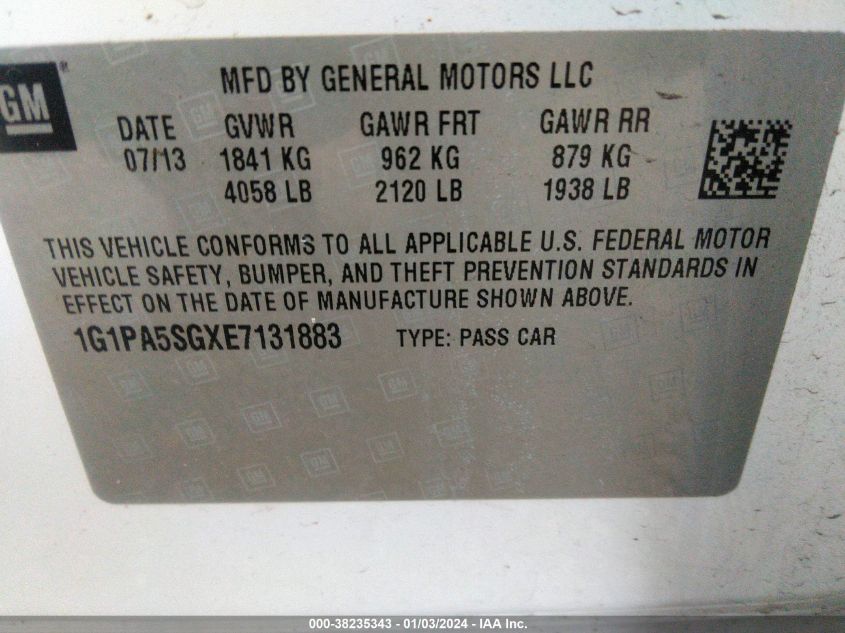 MFD BY GENERAL MOTORS LLC
GM®
DATE GVWR GAWR FRT GAWR RR
07/13 1841 KG 962 KG 879 KG
4058 LB 2120 LB 1938 LB
THIS VEHICLE CONFORMS TO ALL APPLICABLE U.S. FEDERAL MOTOR
VEHICLE SAFETY, BUMPER, AND THEFT PREVENTION STANDARDS IN
EFFECT ON THE DATE OF MANUFACTURE SHOWN ABOVE.
1G1PA5SGXE7131883 TYPE: PASS CAR
000-38235343 - 01/03/2024 - IAA Inc.